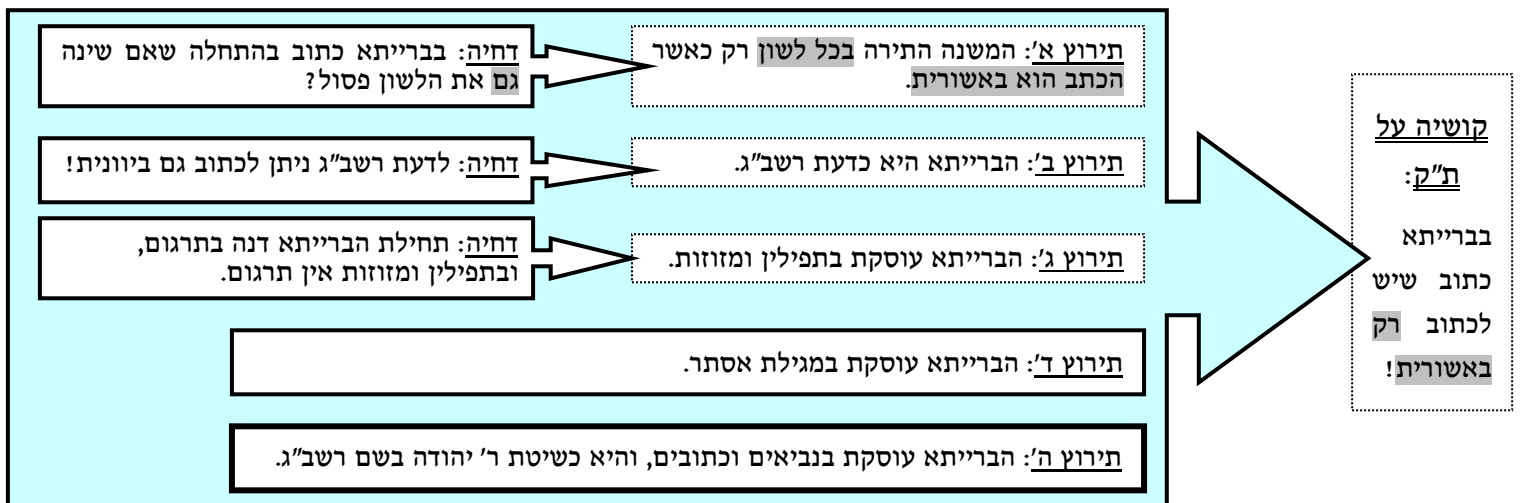 קושיה על
ת"ק:
בברייתא
כתוב שיש
לכתוב רק
באשורית!
תירוץ א': המשנה התירה בכל לשון רק כאשר
הכתב הוא באשורית.
דחיה: בברייתא כתוב בהתחלה שאם שינה
גם את הלשון פסול?
תירוץ ב': הברייתא היא כדעת רשב"ג.
דחיה: לדעת רשב"ג ניתן לכתוב גם ביוונית!
תירוץ ג': הברייתא עוסקת בתפילין ומזוזות.
דחיה: תחילת הברייתא דנה בתרגום,
ובתפילין ומזוזות אין תרגום.
תירוץ ד': הברייתא עוסקת במגילת אסתר.
תירוץ ה': הברייתא עוסקת בנביאים וכתובים, והיא כשיטת ר' יהודה בשם רשב"ג.